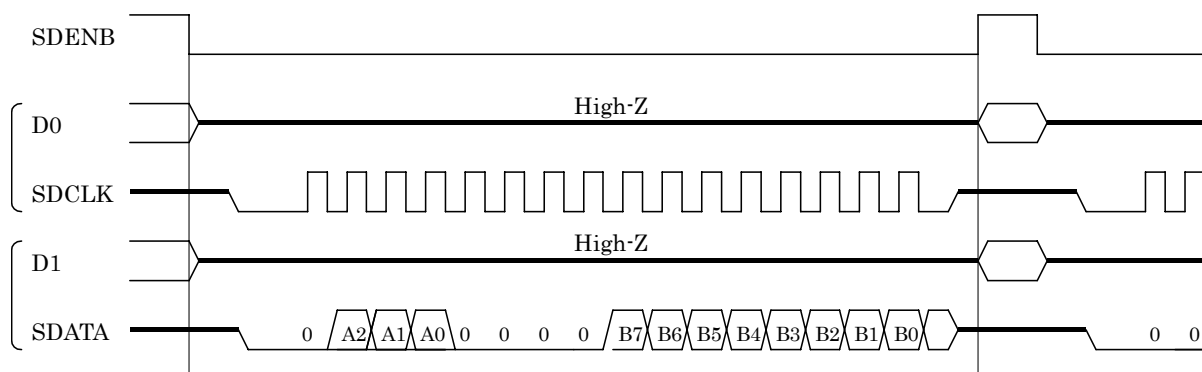 SDENB
High-Z
D0
SDCLK
High-Z
D1
SDATA 0 A2 A1 A0 0 0 0 0 B7 B6 B5 B4 B3 B2 B1 B0 0 0